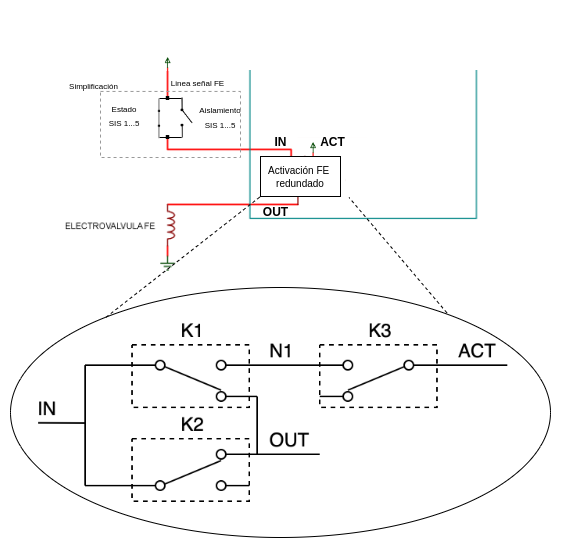 Simplificación
Linea señal FE
Estado
SIS 1...5
Aislamiento
SIS 1...5
IN
ACT
Activación FE
redundado
OUT
ELECTROVALVULA FE
K1
N1
K3
ACT
IN
K2
OUT